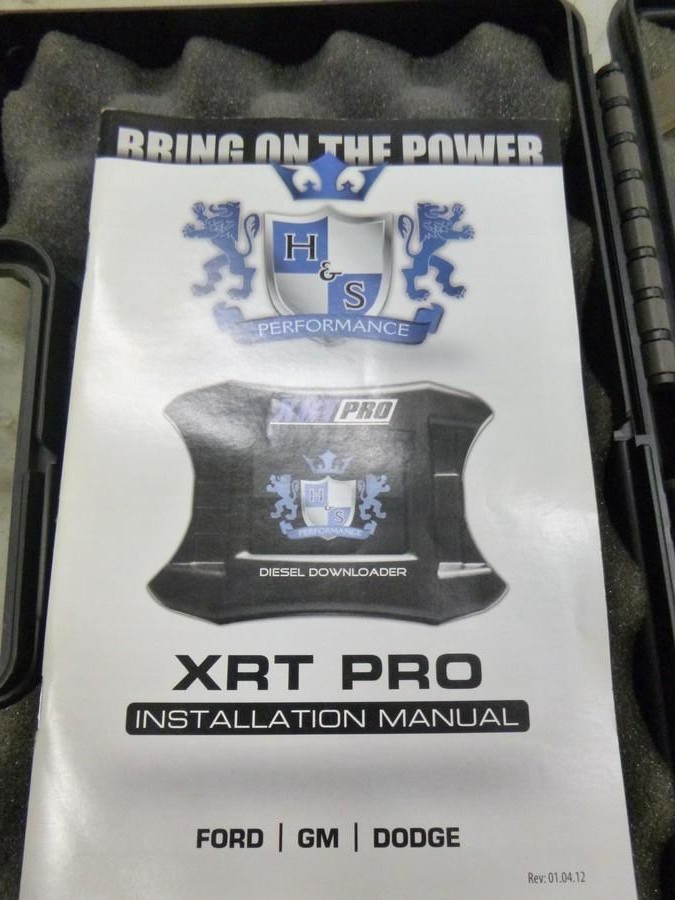 BRING ON THE POWER
H
&
S
PERFORMANCE
XRT PRO
H
&
S
PERFORMANCE
DIESEL DOWNLOADER
XRT PRO
INSTALLATION MANUAL
FORD | GM | DODGE
Rev: 01.04.12